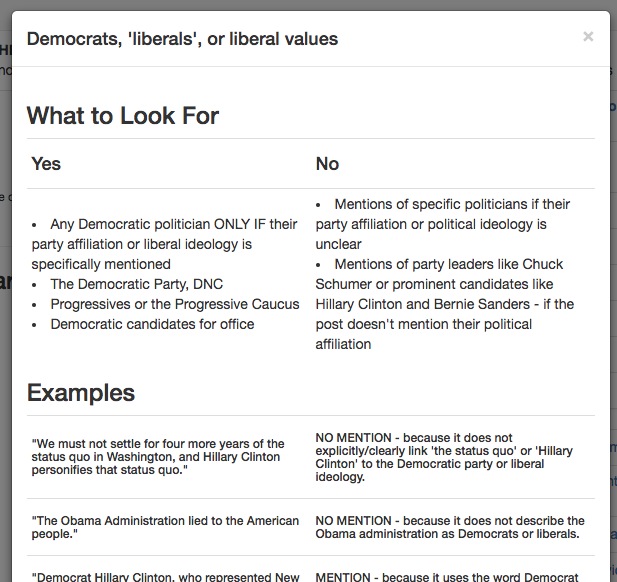 Democrats, 'liberals', or liberal values
×
What to Look For
Yes
No
• Any Democratic politician ONLY IF their
party affiliation or liberal ideology is
specifically mentioned
• The Democratic Party, DNC
• Progressives or the Progressive Caucus
• Democratic candidates for office
• Mentions of specific politicians if their
party affiliation or political ideology is
unclear
• Mentions of party leaders like Chuck
Schumer or prominent candidates like
Hillary Clinton and Bernie Sanders - if the
post doesn't mention their political
affiliation
Examples
"We must not settle for four more years of the
status quo in Washington, and Hillary Clinton
personifies that status quo."
NO MENTION - because it does not
explicitly/clearly link 'the status quo' or 'Hillary
Clinton' to the Democratic party or liberal
ideology.
"The Obama Administration lied to the American
people."
NO MENTION - because it does not describe the
Obama administration as Democrats or liberals.
"Democrat Hillary Clinton, who represented New
MENTION - because it uses the word Democrat